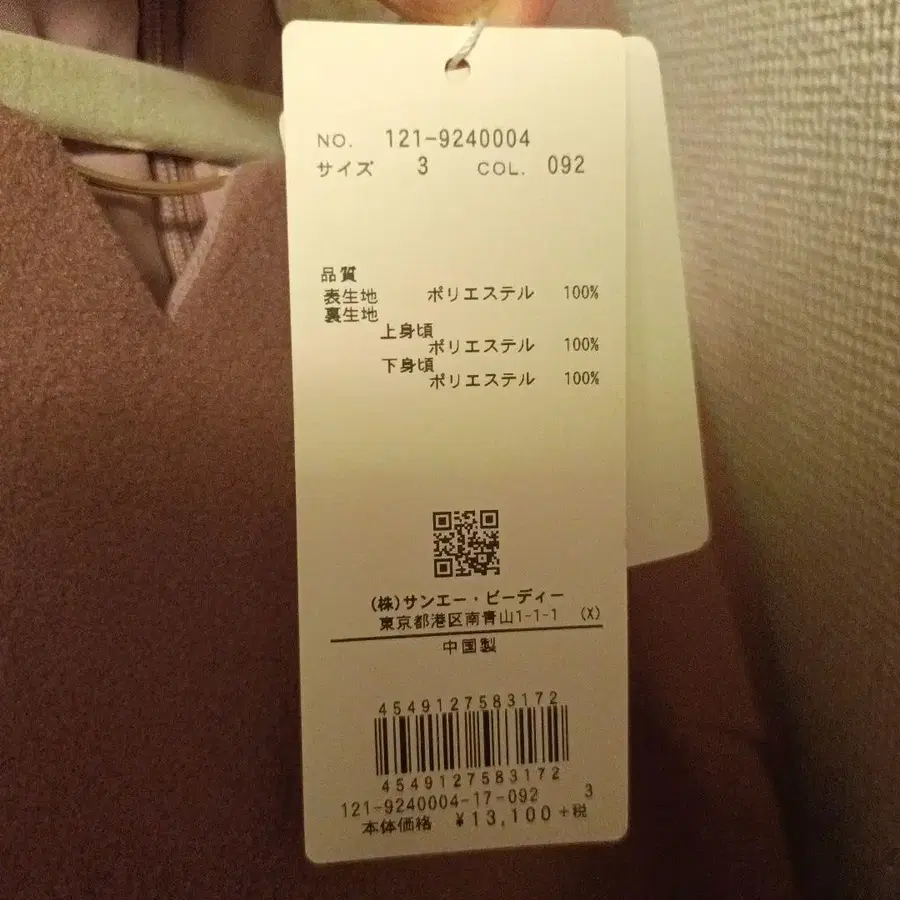 NO. 121-9240004
サイズ 3 COL. 092
品質
表生地 ポリエステル 100%
裏生地
上身頃
ポリエステル 100%
下身頃
ポリエステル 100%
(株)サンエー・ビーディー
東京都港区南青山1-1-1 (X)
中国製
4549127583172
4549127583172
121-9240004-17-092 3
本体価格 ¥13,100+税